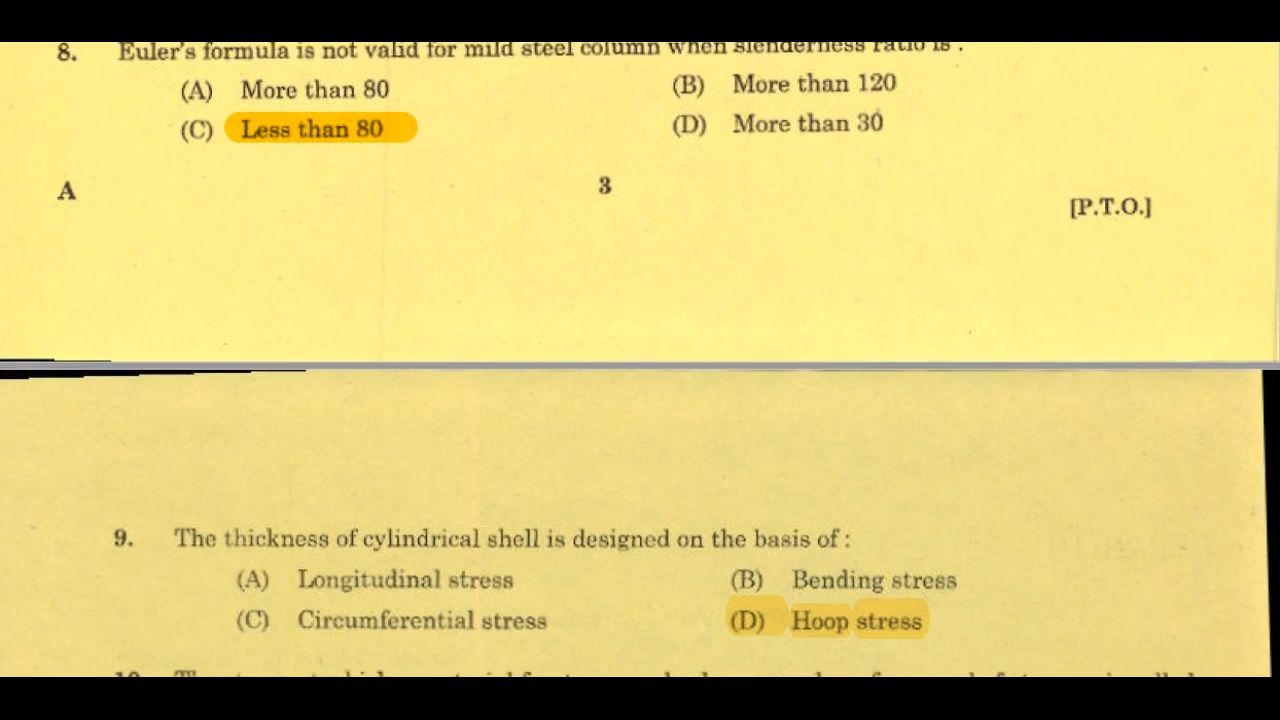 8. Euler's formula is not valid for mild steel column when slenderness ratio is :
(A) More than 80 (B) More than 120
(C) Less than 80 (D) More than 30
A 3
[P.T.O.]
9. The thickness of cylindrical shell is designed on the basis of :
(A) Longitudinal stress (B) Bending stress
(C) Circumferential stress (D) Hoop stress